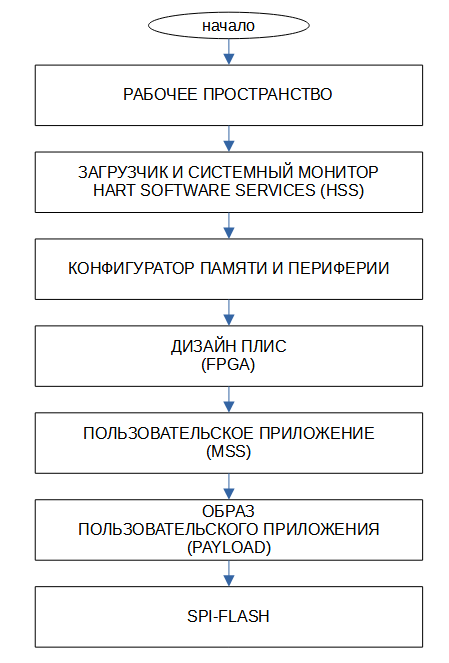 начало
РАБОЧЕЕ ПРОСТРАНСТВО
ЗАГРУЗЧИК И СИСТЕМНЫЙ МОНИТОР
HART SOFTWARE SERVICES (HSS)
КОНФИГУРАТОР ПАМЯТИ И ПЕРИФЕРИИ
ДИЗАЙН ПЛИС
(FPGA)
ПОЛЬЗОВАТЕЛЬСКОЕ ПРИЛОЖЕНИЕ
(MSS)
ОБРАЗ
ПОЛЬЗОВАТЕЛЬСКОГО ПРИЛОЖЕНИЯ
(PAYLOAD)
SPI-FLASH